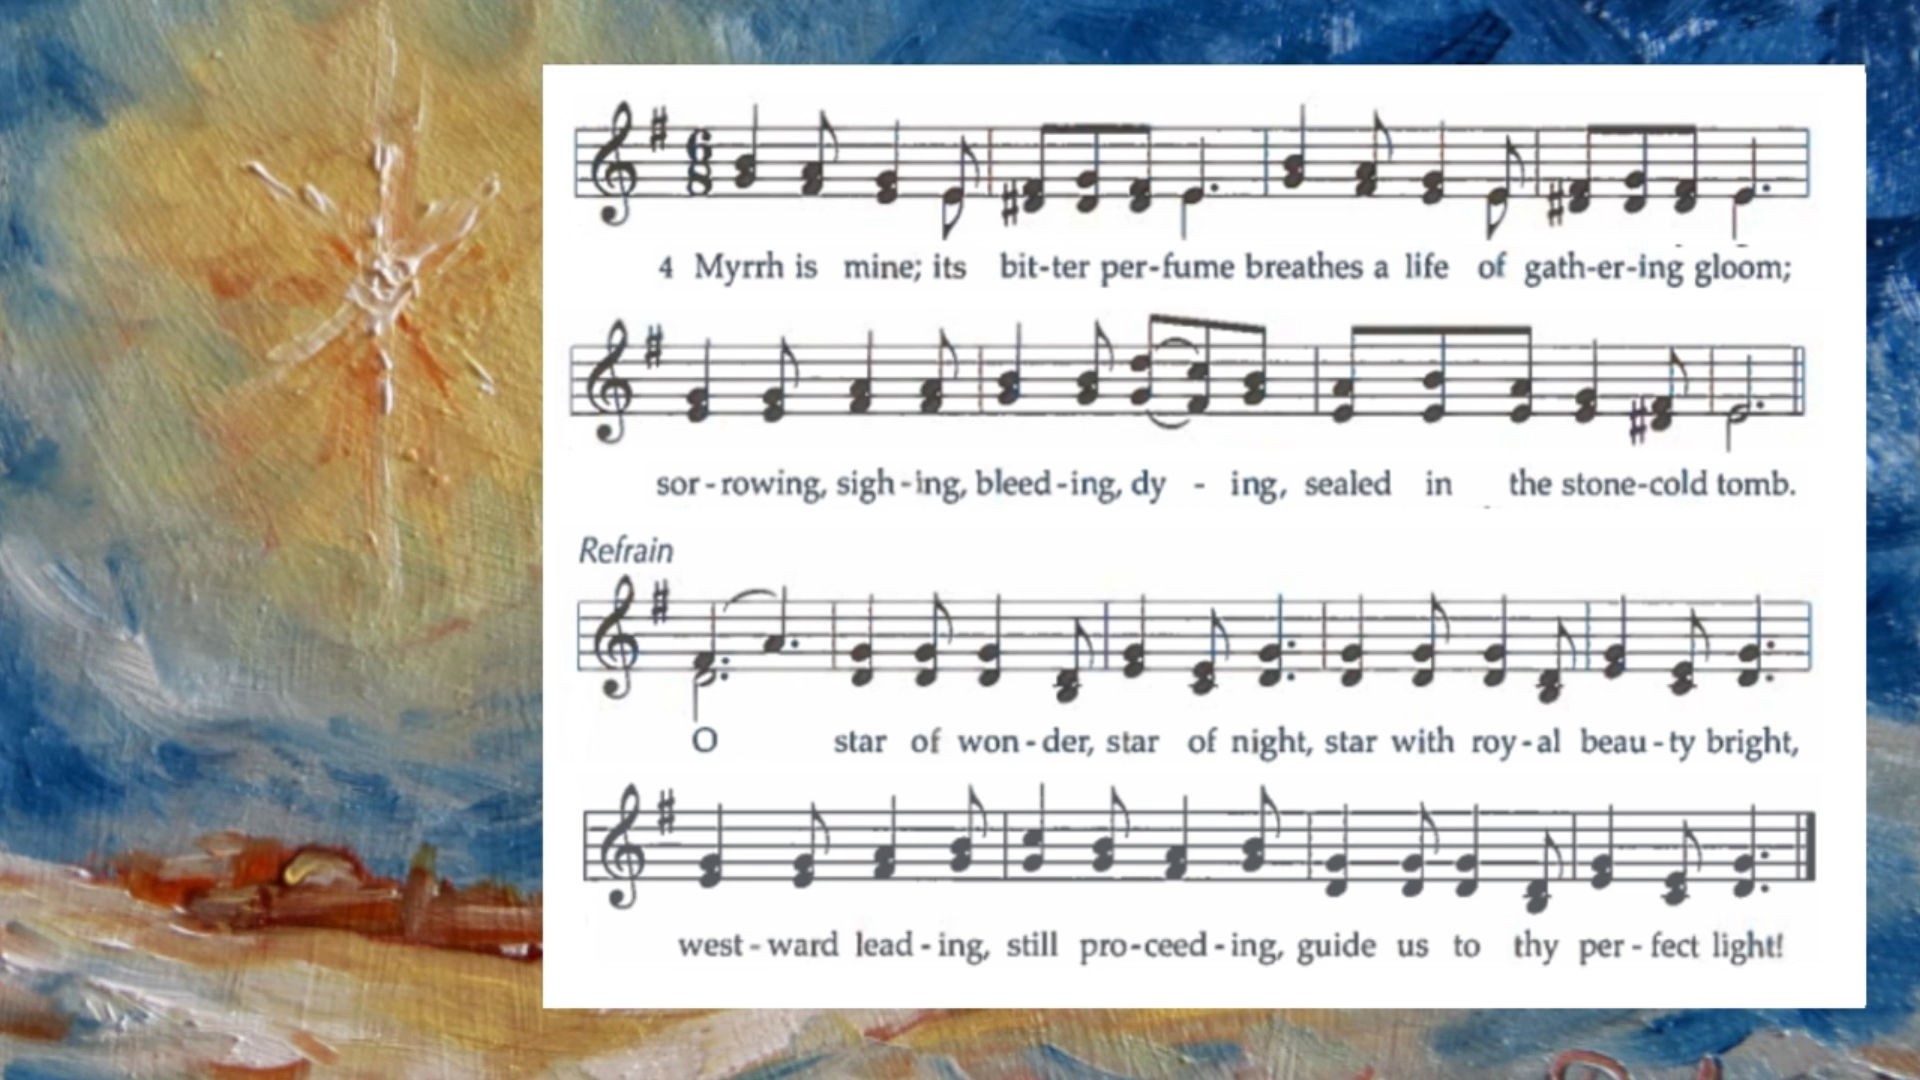 4 Myrrh is mine; its bit-ter per-fume breathes a life of gath-er-ing gloom;
sor-rowing, sigh-ing, bleed-ing, dy - ing, sealed in the stone-cold tomb.
Refrain
O star of won-der, star of night, star with roy-al beau-ty bright,
west-ward lead-ing, still pro-ceed-ing, guide us to thy per-fect light!